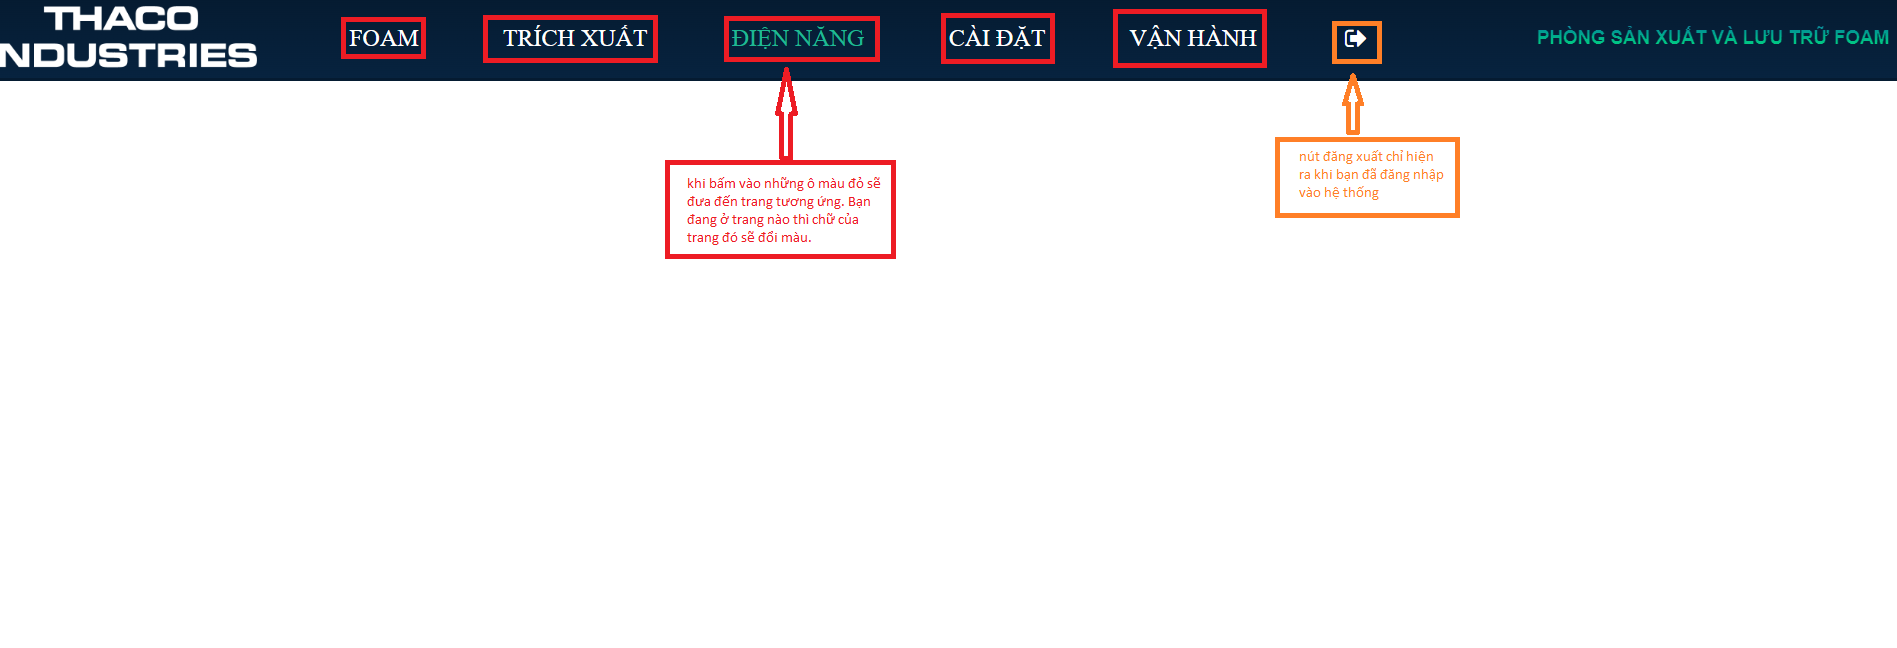 THACO
NDUSTRIES
FOAM
TRÍCH XUẤT
ĐIỆN NĂNG
CÀI ĐẶT
VẬN HÀNH
PHÒNG SẢN XUẤT VÀ LƯU TRỮ FOAM
khi bấm vào những ô màu đỏ sẽ
đưa đến trang tương ứng. Bạn
đang ở trang nào thì chữ của
trang đó sẽ đổi màu.
nút đăng xuất chỉ hiện
ra khi bạn đã đăng nhập
vào hệ thống